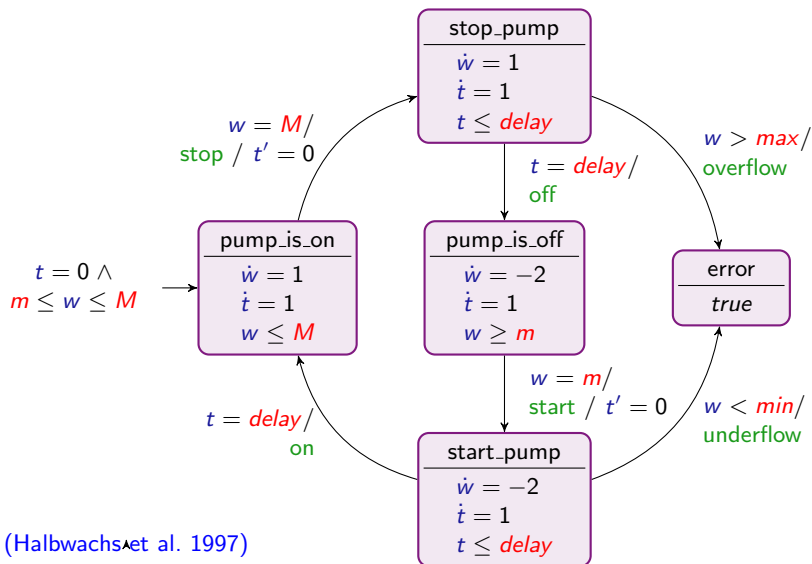 stop_pump
ẇ = 1
ṫ = 1
t ≤ delay
w = M/
stop / t′ = 0
w > max/
overflow
t = delay/
off
pump_is_on
ẇ = 1
ṫ = 1
w ≤ M
pump_is_off
ẇ = −2
ṫ = 1
w ≥ m
error
true
t = 0 ∧
m ≤ w ≤ M
w = m/
start / t′ = 0
t = delay/
on
w < min/
underflow
start_pump
ẇ = −2
ṫ = 1
t ≤ delay
(Halbwachs et al. 1997)